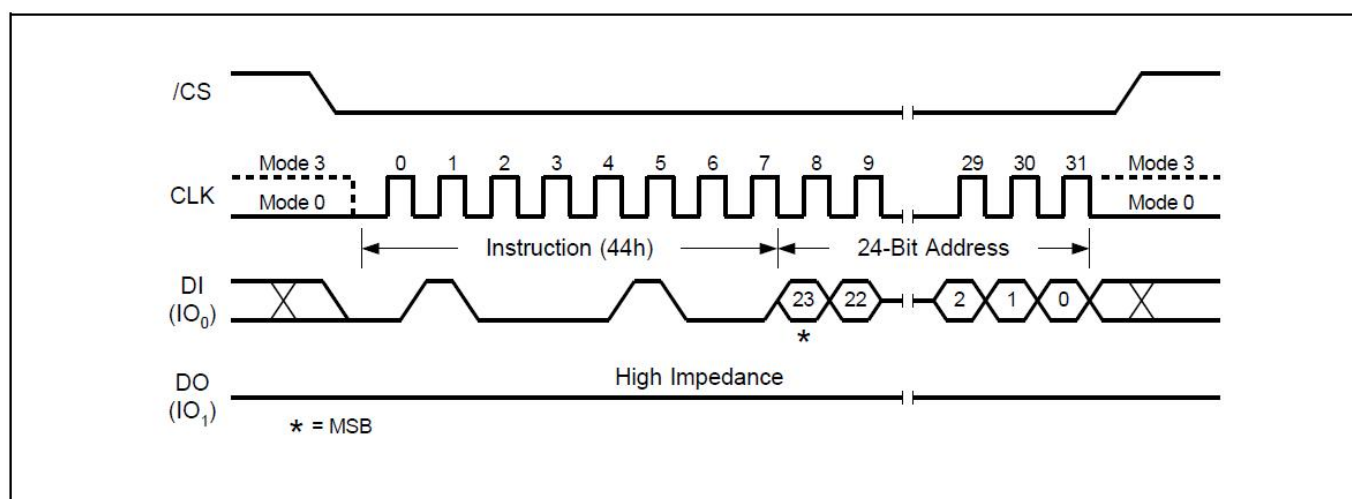 /CS
Mode 3 0 1 2 3 4 5 6 7 8 9 29 30 31 Mode 3
CLK
Mode 0 Mode 0
Instruction (44h) 24-Bit Address
DI
(IO0)
23 22 2 1 0
*
High Impedance
DO
(IO1)
* = MSB